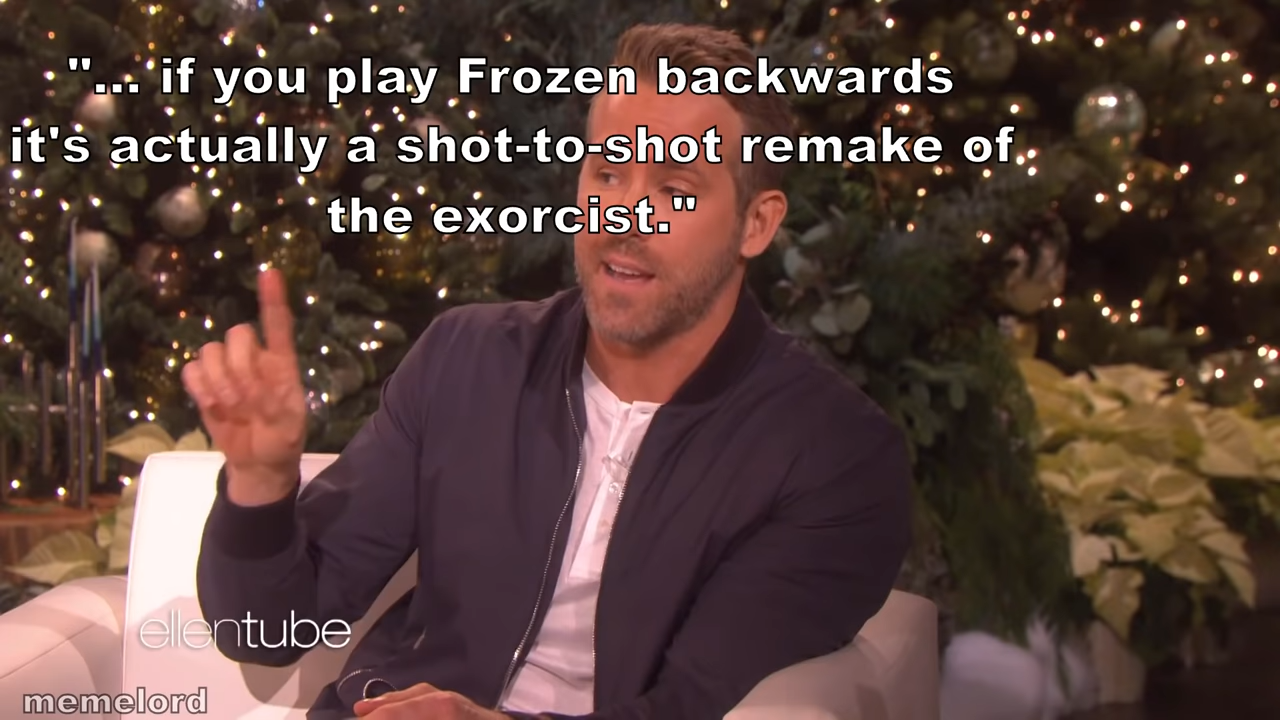 "... if you play Frozen backwards
it's actually a shot-to-shot remake of
the exorcist."
ellentube
memelord